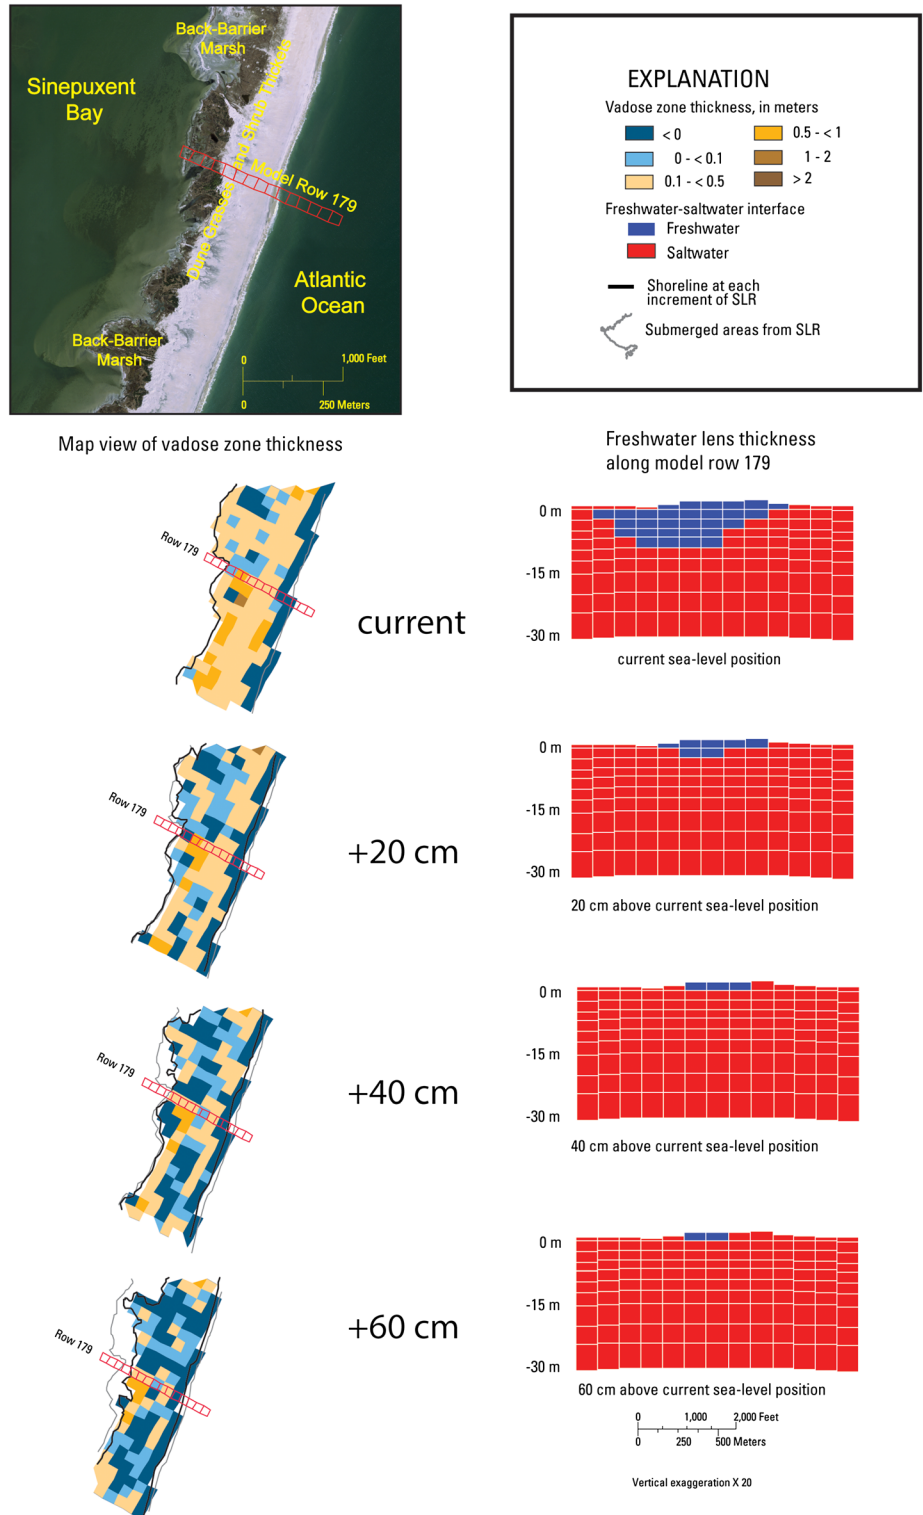 Back-Barrier
Marsh
Sinepuxent
Bay
Dune Grasses and Shrub Thickets
Model Row 179
Atlantic
Ocean
Back-Barrier
Marsh
0 1,000 Feet
0 250 Meters
EXPLANATION
Vadose zone thickness, in meters
< 0 0.5 - < 1
0 - < 0.1 1 - 2
0.1 - < 0.5 > 2
Freshwater-saltwater interface
Freshwater
Saltwater
Shoreline at each
increment of SLR
Submerged areas from SLR
Map view of vadose zone thickness
Freshwater lens thickness
along model row 179
Row 179
current
0 m
-15 m
-30 m
current sea-level position
Row 179
+20 cm
0 m
-15 m
-30 m
20 cm above current sea-level position
Row 179
+40 cm
0 m
-15 m
-30 m
40 cm above current sea-level position
Row 179
+60 cm
0 m
-15 m
-30 m
60 cm above current sea-level position
0 1,000 2,000 Feet
0 250 500 Meters
Vertical exaggeration X 20